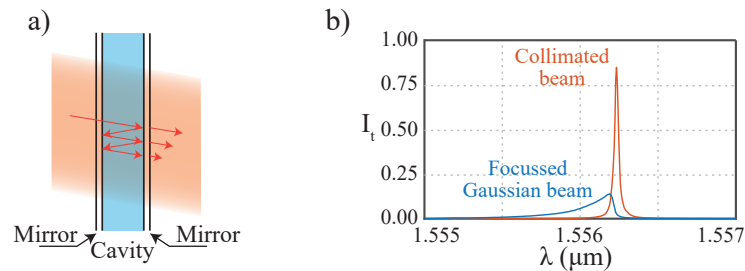 a)
Mirror
Cavity
Mirror
b)
1.00
0.75
0.50
0.25
0.00
I_t
Collimated
beam
Focussed
Gaussian beam
1.555
1.556
1.557
λ (μm)